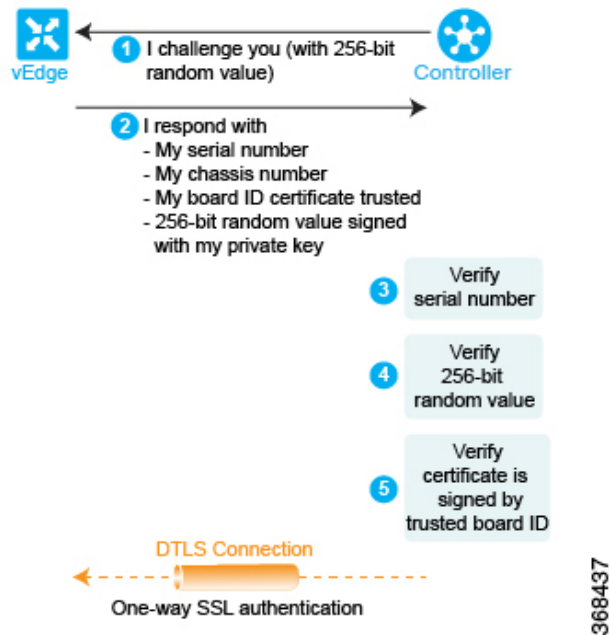 vEdge
Controller
1 I challenge you (with 256-bit
random value)
2 I respond with
- My serial number
- My chassis number
- My board ID certificate trusted
- 256-bit random value signed
with my private key
3 Verify
serial number
4 Verify
256-bit
random value
5 Verify
certificate is
signed by
trusted board ID
DTLS Connection
One-way SSL authentication
368437